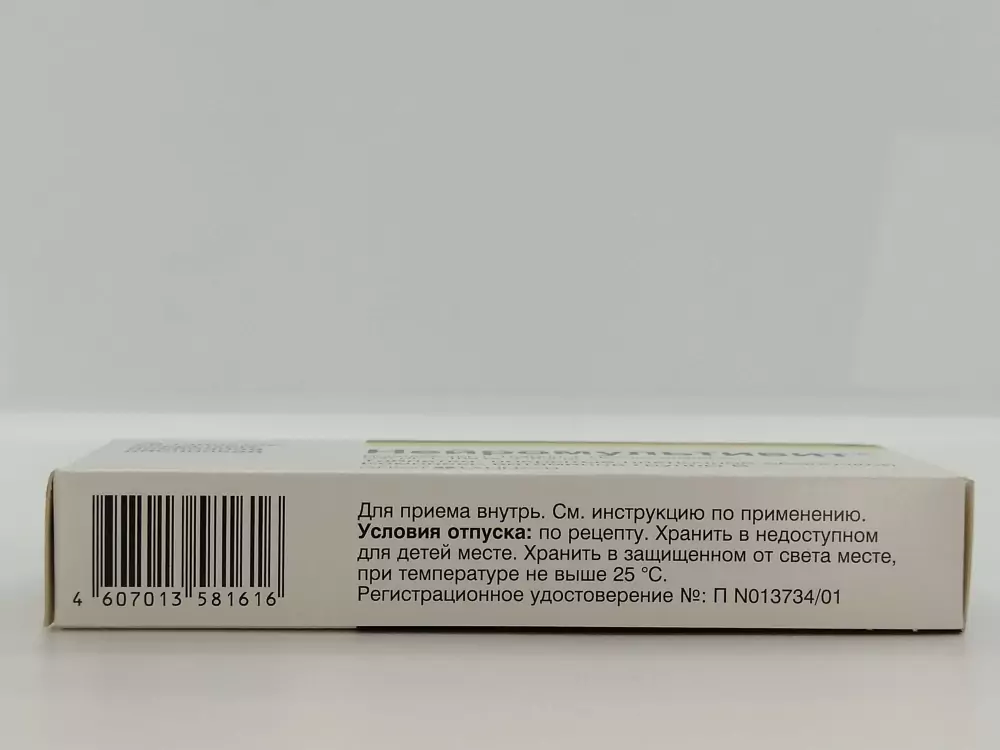 Нейромультивит®
Для приема внутрь. См. инструкцию по применению.
Условия отпуска: по рецепту. Хранить в недоступном
для детей месте. Хранить в защищенном от света месте,
при температуре не выше 25 °C.
Регистрационное удостоверение №: П N013734/01
4 607013 581616